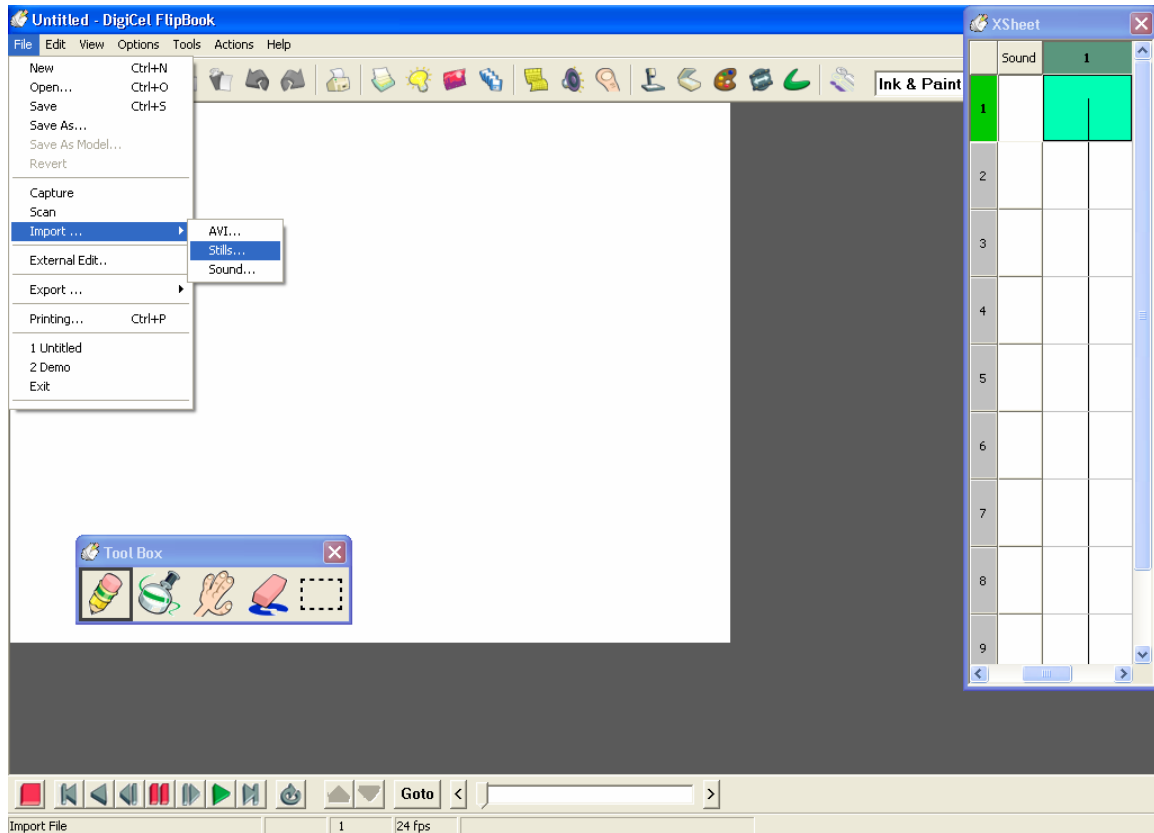 Untitled - DigiCel FlipBook
File Edit View Options Tools Actions Help
New Ctrl+N
Open... Ctrl+O
Save Ctrl+S
Save As...
Save As Model...
Revert
Capture
Scan
Import ...
AVI...
Stills...
Sound...
External Edit..
Export ...
Printing... Ctrl+P
1 Untitled
2 Demo
Exit
Ink & Paint
XSheet
Sound 1
1
2
3
4
5
6
7
8
9
Tool Box
Goto < >
Import File 1 24 fps